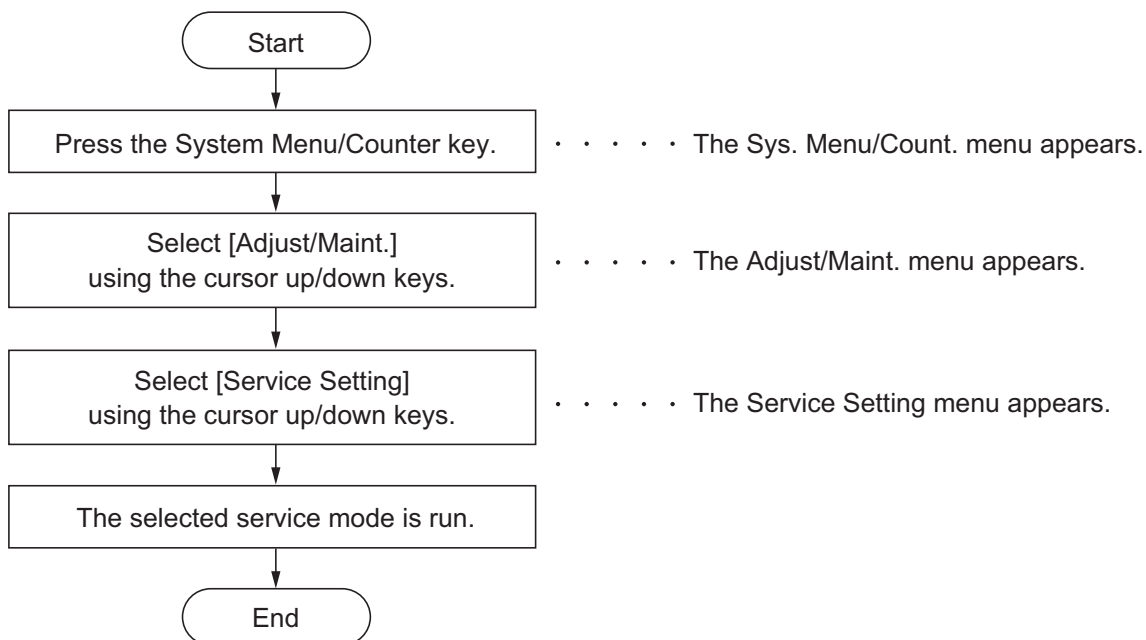 Start
Press the System Menu/Counter key.
· · · · · The Sys. Menu/Count. menu appears.
Select [Adjust/Maint.]
using the cursor up/down keys.
· · · · · The Adjust/Maint. menu appears.
Select [Service Setting]
using the cursor up/down keys.
· · · · · The Service Setting menu appears.
The selected service mode is run.
End